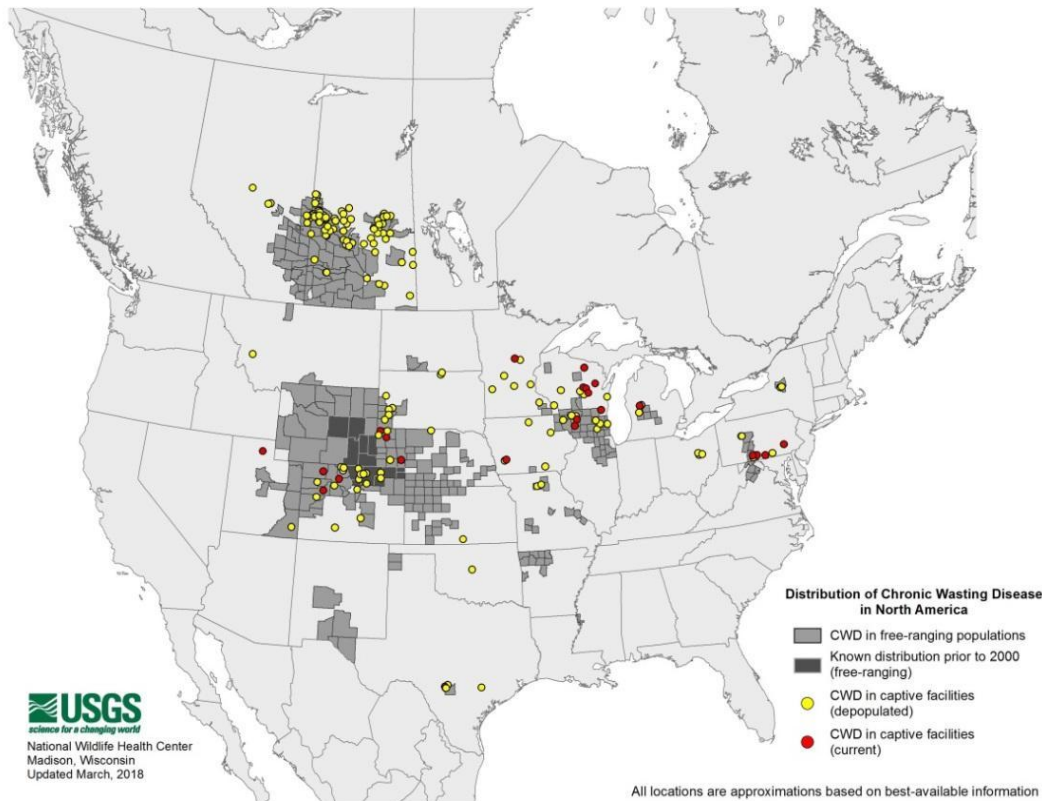 Distribution of Chronic Wasting Disease
in North America
CWD in free-ranging populations
Known distribution prior to 2000
(free-ranging)
CWD in captive facilities
(depopulated)
CWD in captive facilities
(current)
USGS
science for a changing world
National Wildlife Health Center
Madison, Wisconsin
Updated March, 2018
All locations are approximations based on best-available information